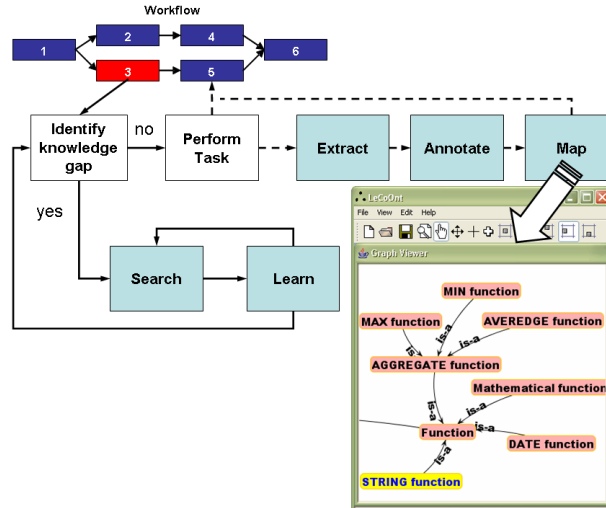 Workflow
2
4
1
6
3
5
Identify
knowledge
gap
no
Perform
Task
Extract
Annotate
Map
yes
Search
Learn
LeCoOnt
File View Edit Help
Graph Viewer
MIN function
MAX function
AVEREDGE function
is-a
is-a
is
AGGREGATE function
is-a
Mathematical function
is-a
Function
is-a
DATE function
is-a
STRING function